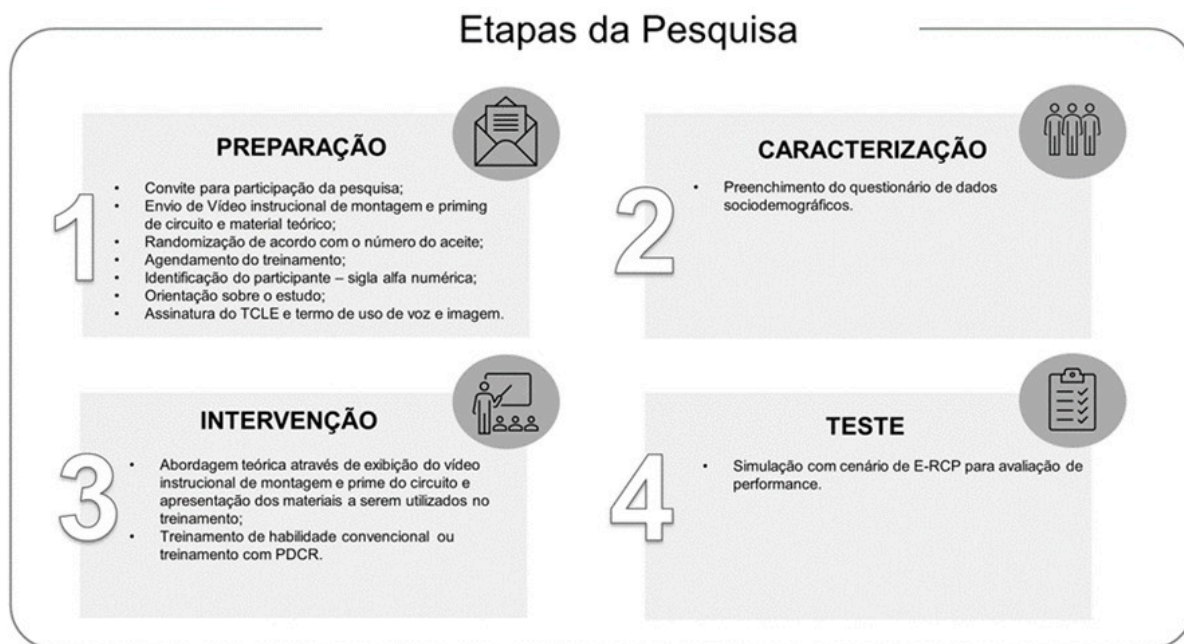 Etapas da Pesquisa
1
PREPARAÇÃO
• Convite para participação da pesquisa;
• Envio de Vídeo instrucional de montagem e priming
de circuito e material teórico;
• Randomização de acordo com o número do aceite;
• Agendamento do treinamento;
• Identificação do participante – sigla alfa numérica;
• Orientação sobre o estudo;
• Assinatura do TCLE e termo de uso de voz e imagem.
2
CARACTERIZAÇÃO
• Preenchimento do questionário de dados
sociodemográficos.
3
INTERVENÇÃO
• Abordagem teórica através de exibição do vídeo
instrucional de montagem e prime do circuito e
apresentação dos materiais a serem utilizados no
treinamento;
• Treinamento de habilidade convencional ou
treinamento com PDCR.
4
TESTE
• Simulação com cenário de E-RCP para avaliação de
performance.